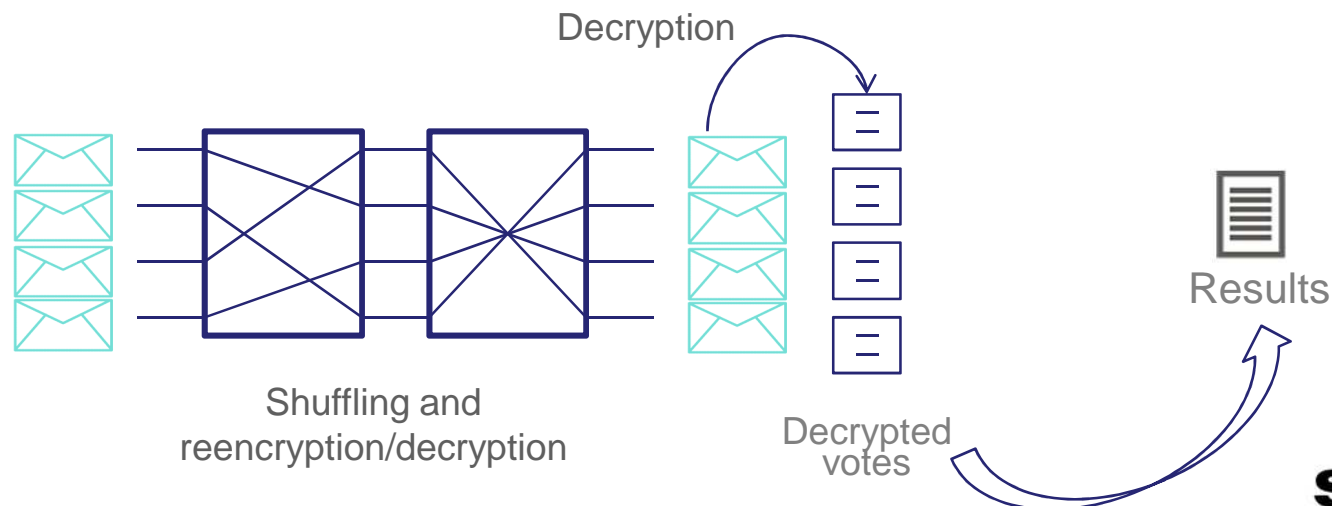 Decryption
Results
Shuffling and
reencryption/decryption
Decrypted
votes
s